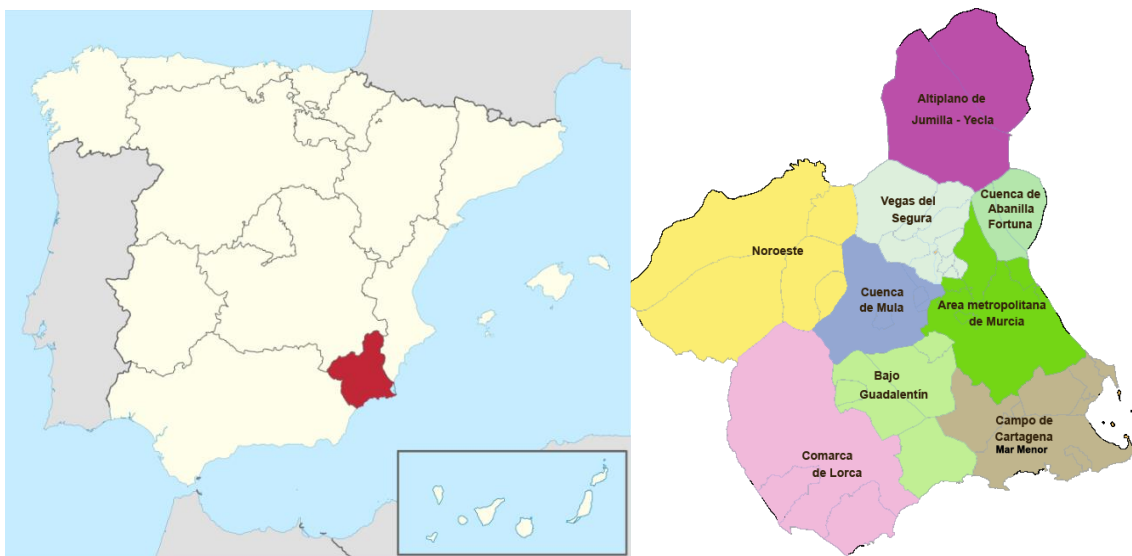 Altiplano de
Jumilla - Yecla
Vegas del
Segura
Cuenca de
Abanilla
Fortuna
Noroeste
Cuenca
de Mula
Area metropolitana
de Murcia
Bajo
Guadalentín
Campo de
Cartagena
Mar Menor
Comarca
de Lorca